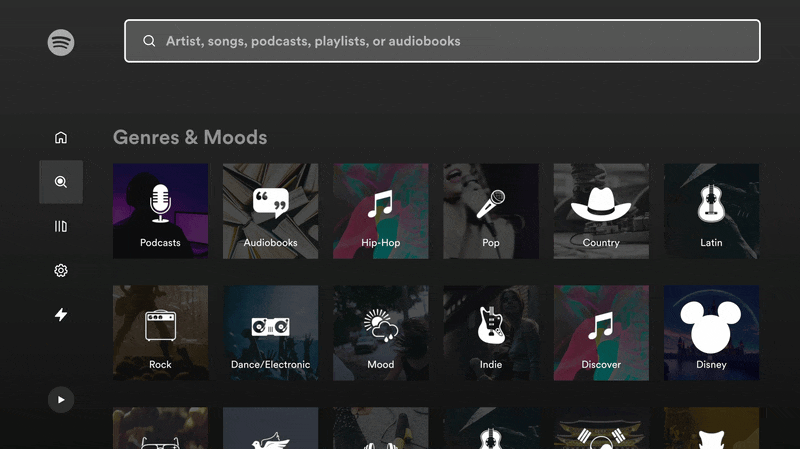 Artist, songs, podcasts, playlists, or audiobooks
Genres & Moods
Podcasts
Audiobooks
Hip-Hop
Pop
Country
Latin
Rock
Dance/Electronic
Mood
Indie
Discover
Disney